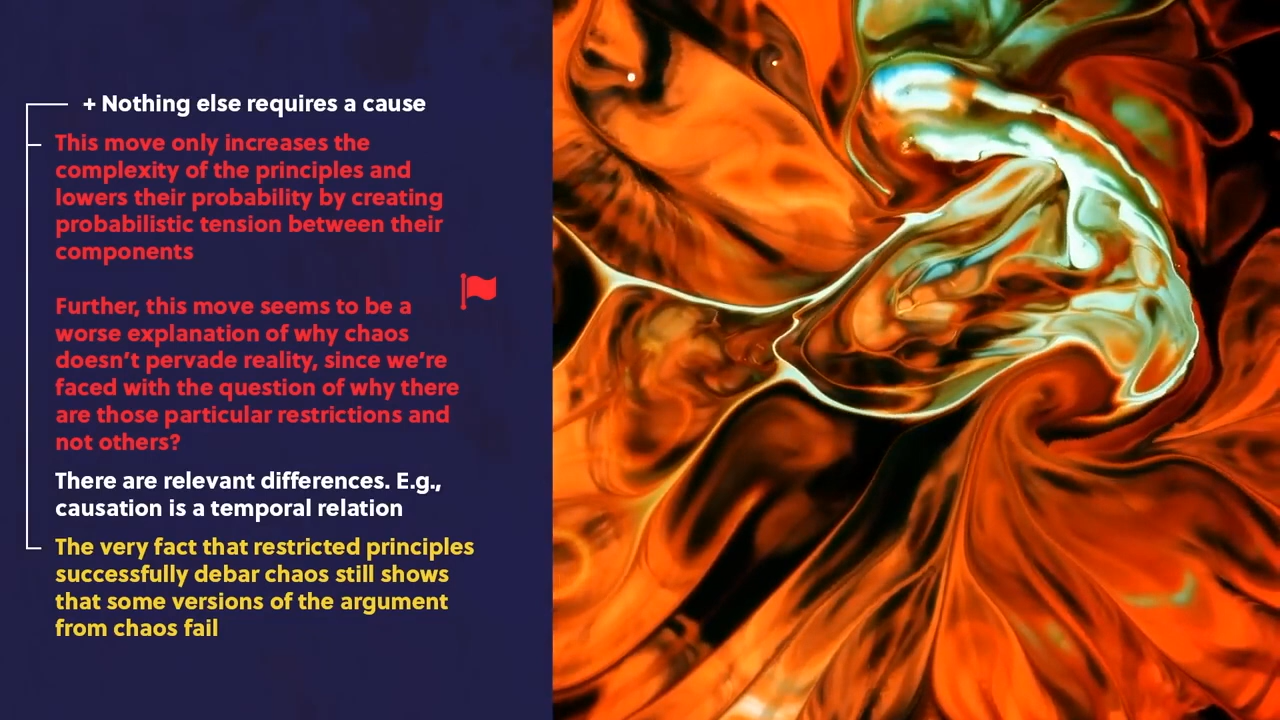 + Nothing else requires a cause
This move only increases the
complexity of the principles and
lowers their probability by creating
probabilistic tension between their
components
Further, this move seems to be a
worse explanation of why chaos
doesn’t pervade reality, since we’re
faced with the question of why there
are those particular restrictions and
not others?
There are relevant differences. E.g.,
causation is a temporal relation
The very fact that restricted principles
successfully debar chaos still shows
that some versions of the argument
from chaos fail